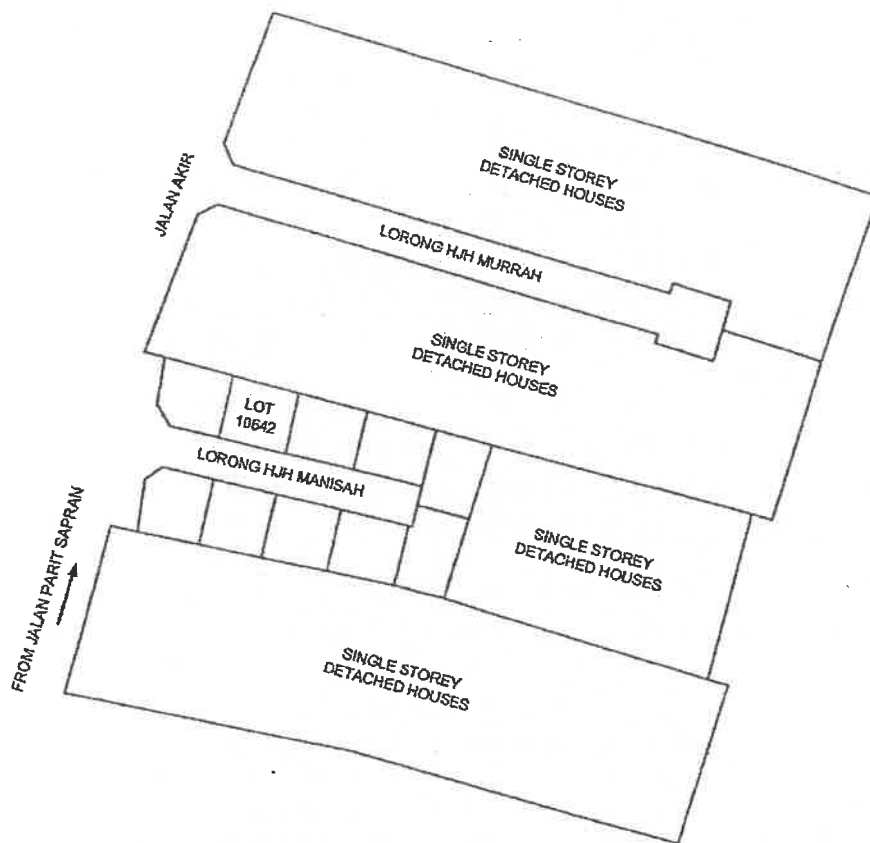 SINGLE STOREY
DETACHED HOUSES
JALAN AKIR
LORONG HJH MURRAH
SINGLE STOREY
DETACHED HOUSES
LOT
10642
LORONG HJH MANISAH
SINGLE STOREY
DETACHED HOUSES
FROM JALAN PARIT SAPRAN
SINGLE STOREY
DETACHED HOUSES